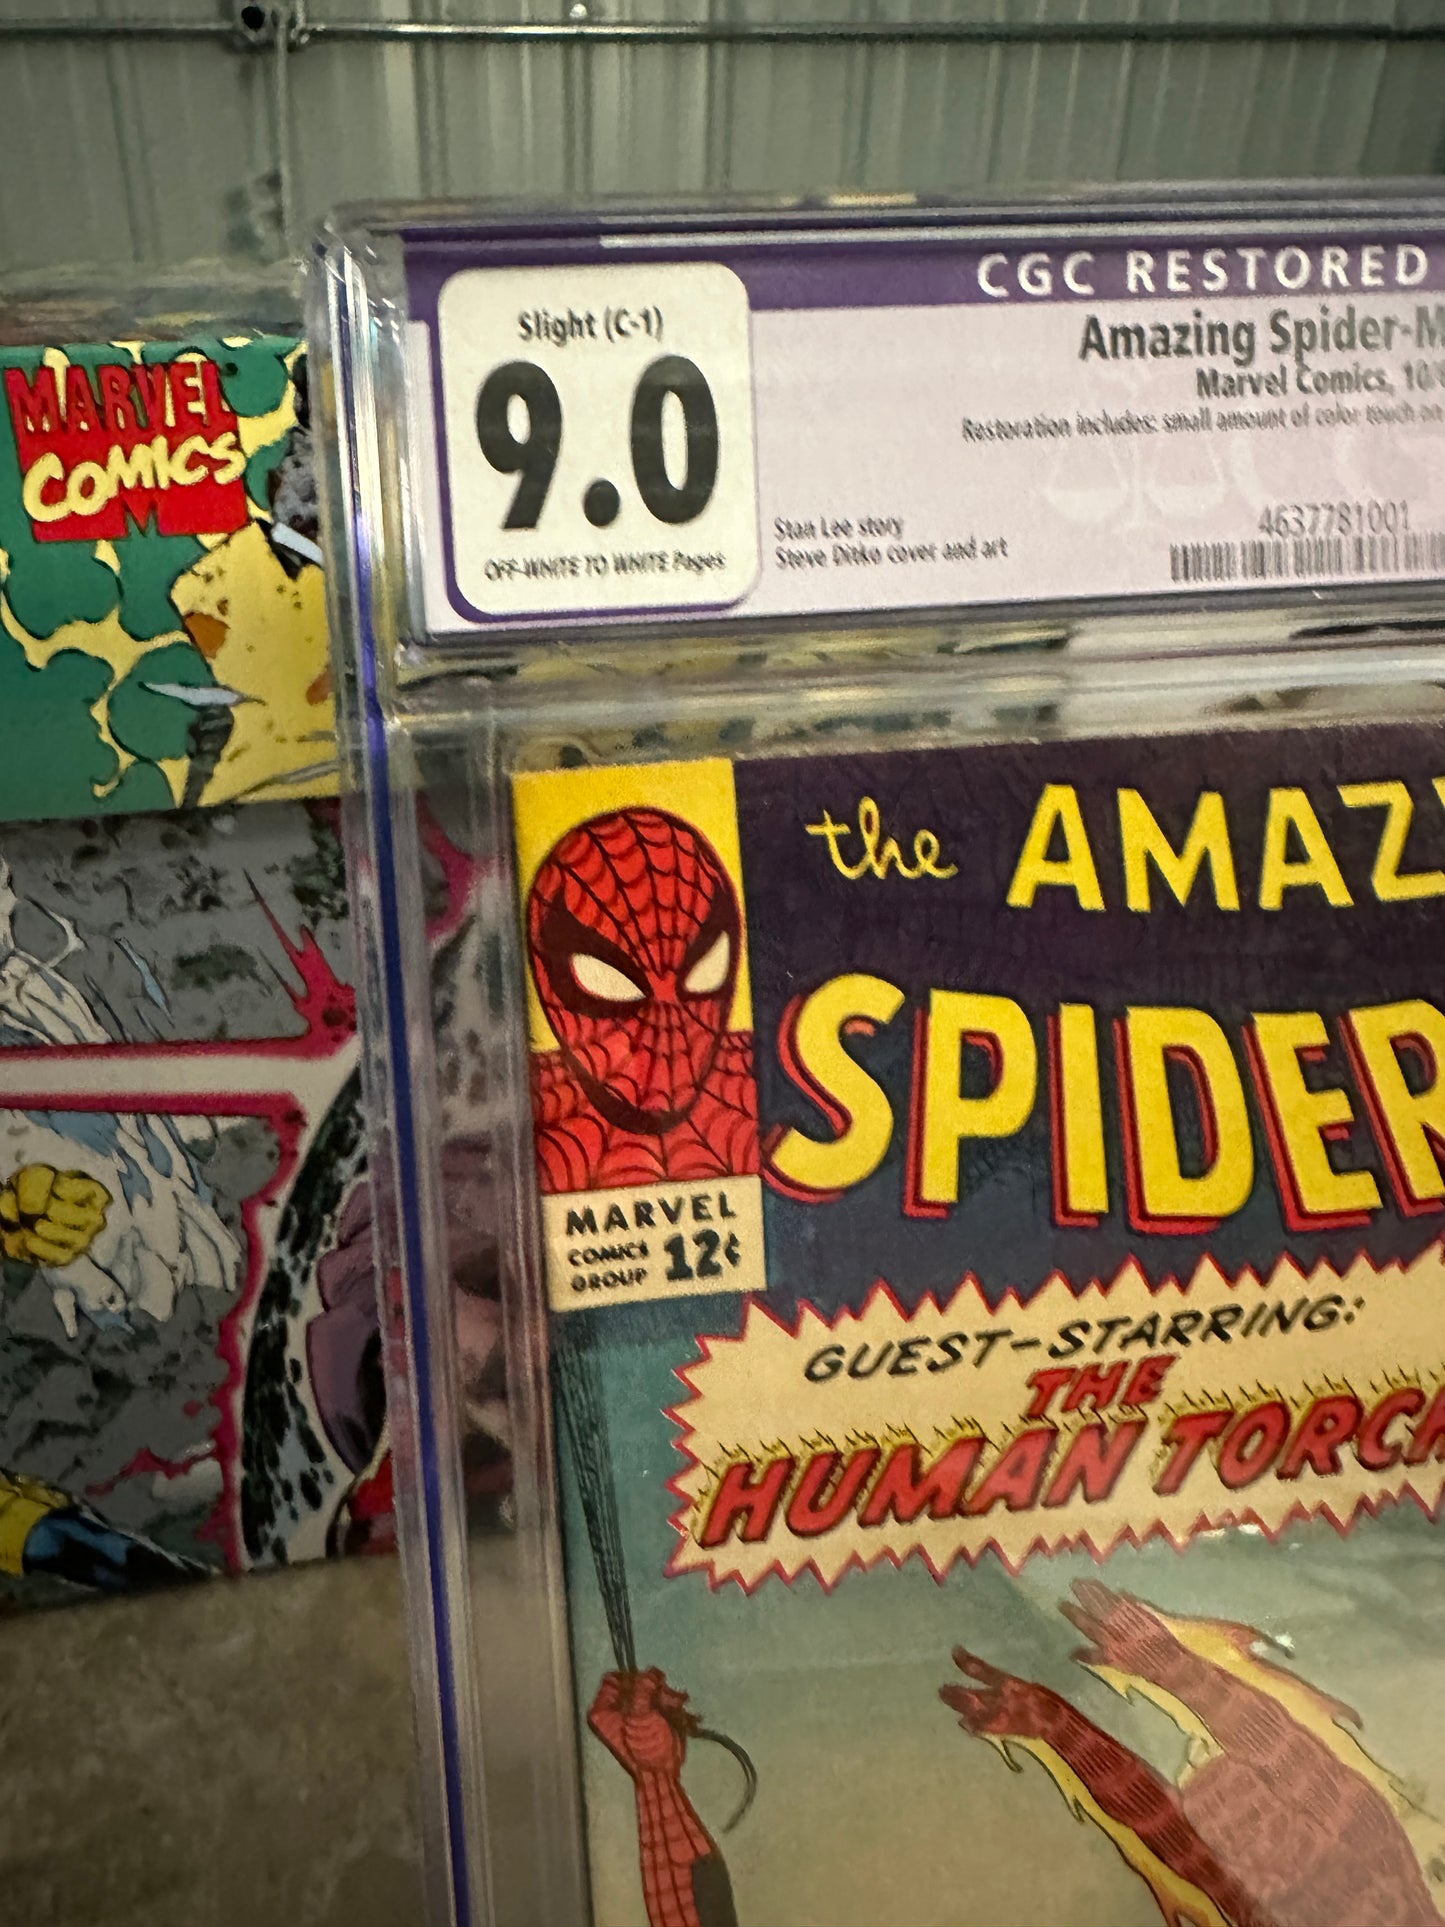 CGC RESTORED
Slight (C-1)
9.0
OFF-WHITE TO WHITE Pages
Amazing Spider-M
Marvel Comics, 10/
Restoration includes: small amount of color touch on
Stan Lee story
Steve Ditko cover and art
4637781001
MARVEL
COMICS
M
the AMAZ
SPIDER
MARVEL
COMICS
GROUP
12¢
GUEST-STARRING:
THE
HUMAN TORCH